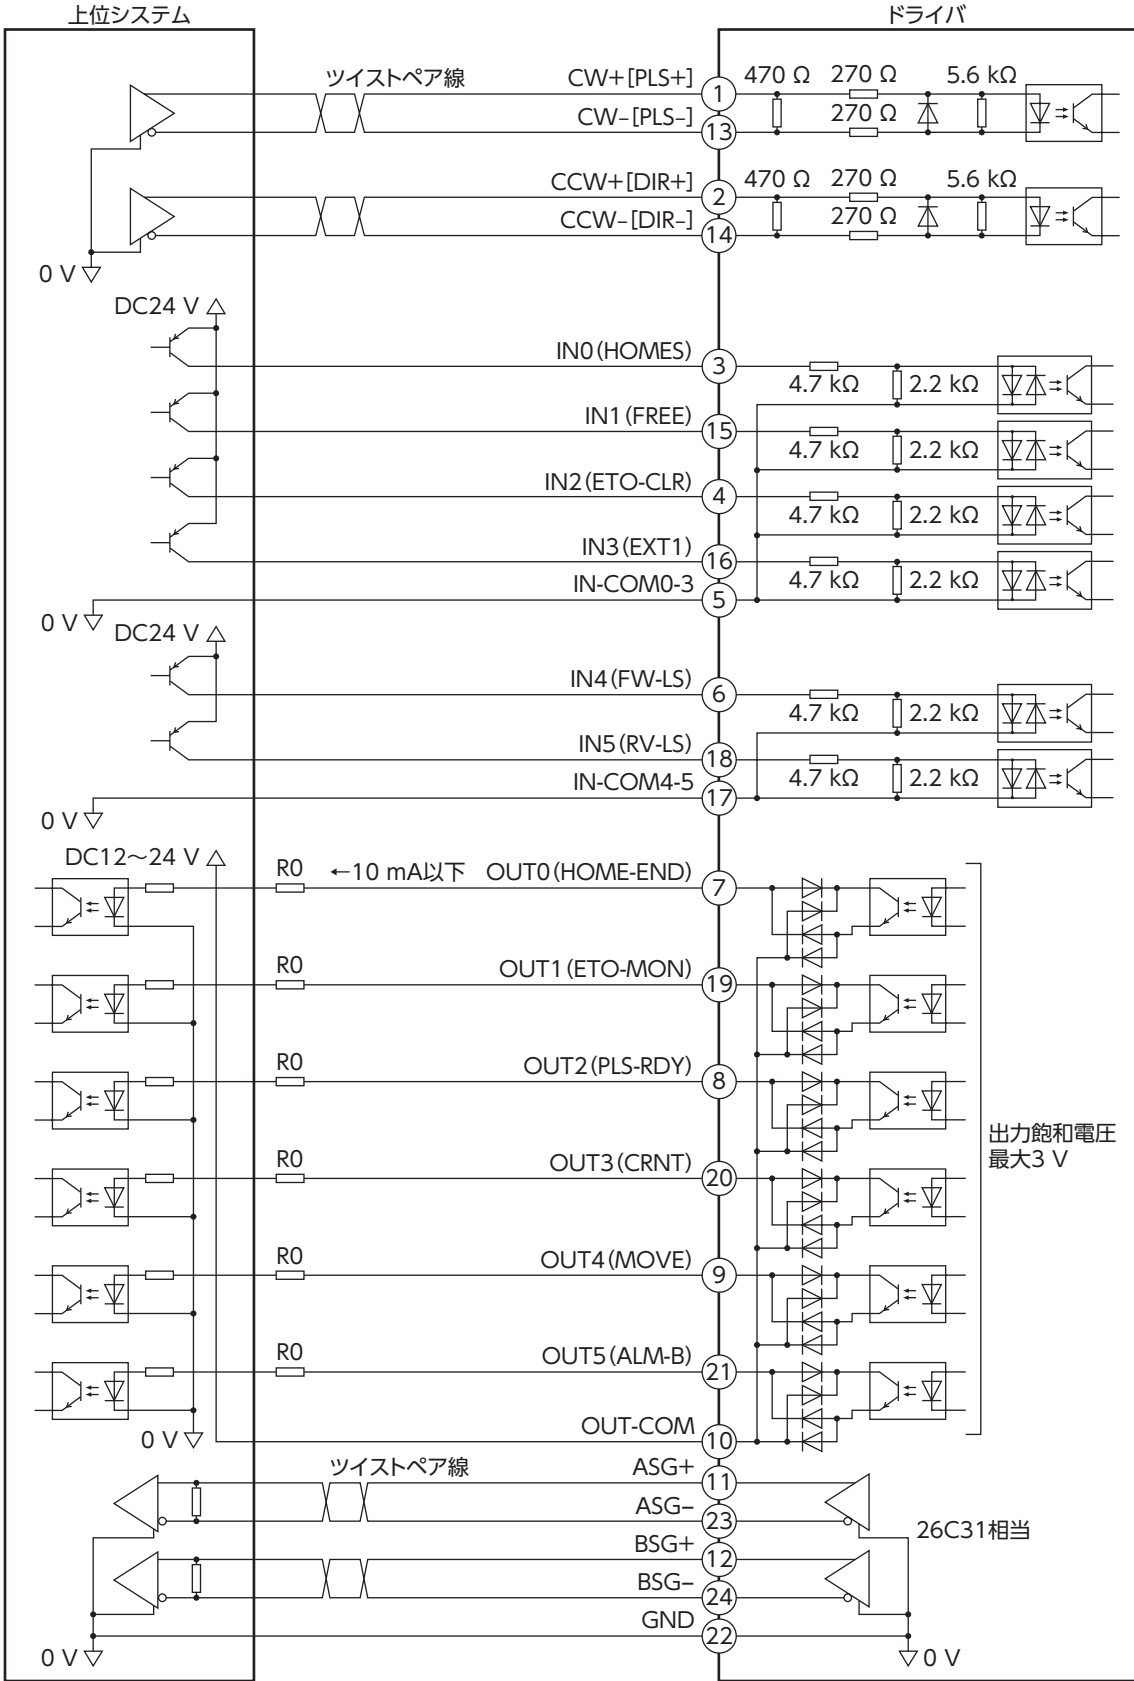 上位システム
ドライバ
ツイストペア線
CW+[PLS+]
1
470 Ω
270 Ω
5.6 kΩ
CW–[PLS–]
13
270 Ω
CCW+[DIR+]
2
470 Ω
270 Ω
5.6 kΩ
CCW–[DIR–]
14
270 Ω
0 V
DC24 V
IN0(HOMES)
3
4.7 kΩ
2.2 kΩ
IN1(FREE)
15
4.7 kΩ
2.2 kΩ
IN2(ETO-CLR)
4
4.7 kΩ
2.2 kΩ
IN3(EXT1)
16
4.7 kΩ
2.2 kΩ
IN-COM0-3
5
0 V
DC24 V
IN4(FW-LS)
6
4.7 kΩ
2.2 kΩ
IN5(RV-LS)
18
4.7 kΩ
2.2 kΩ
IN-COM4-5
17
0 V
DC12～24 V
R0
←10 mA以下
OUT0(HOME-END)
7
R0
OUT1(ETO-MON)
19
R0
OUT2(PLS-RDY)
8
出力飽和電圧
最大3 V
R0
OUT3(CRNT)
20
R0
OUT4(MOVE)
9
R0
OUT5(ALM-B)
21
0 V
OUT-COM
10
ツイストペア線
ASG+
11
ASG–
23
26C31相当
BSG+
12
BSG–
24
GND
22
0 V
0 V